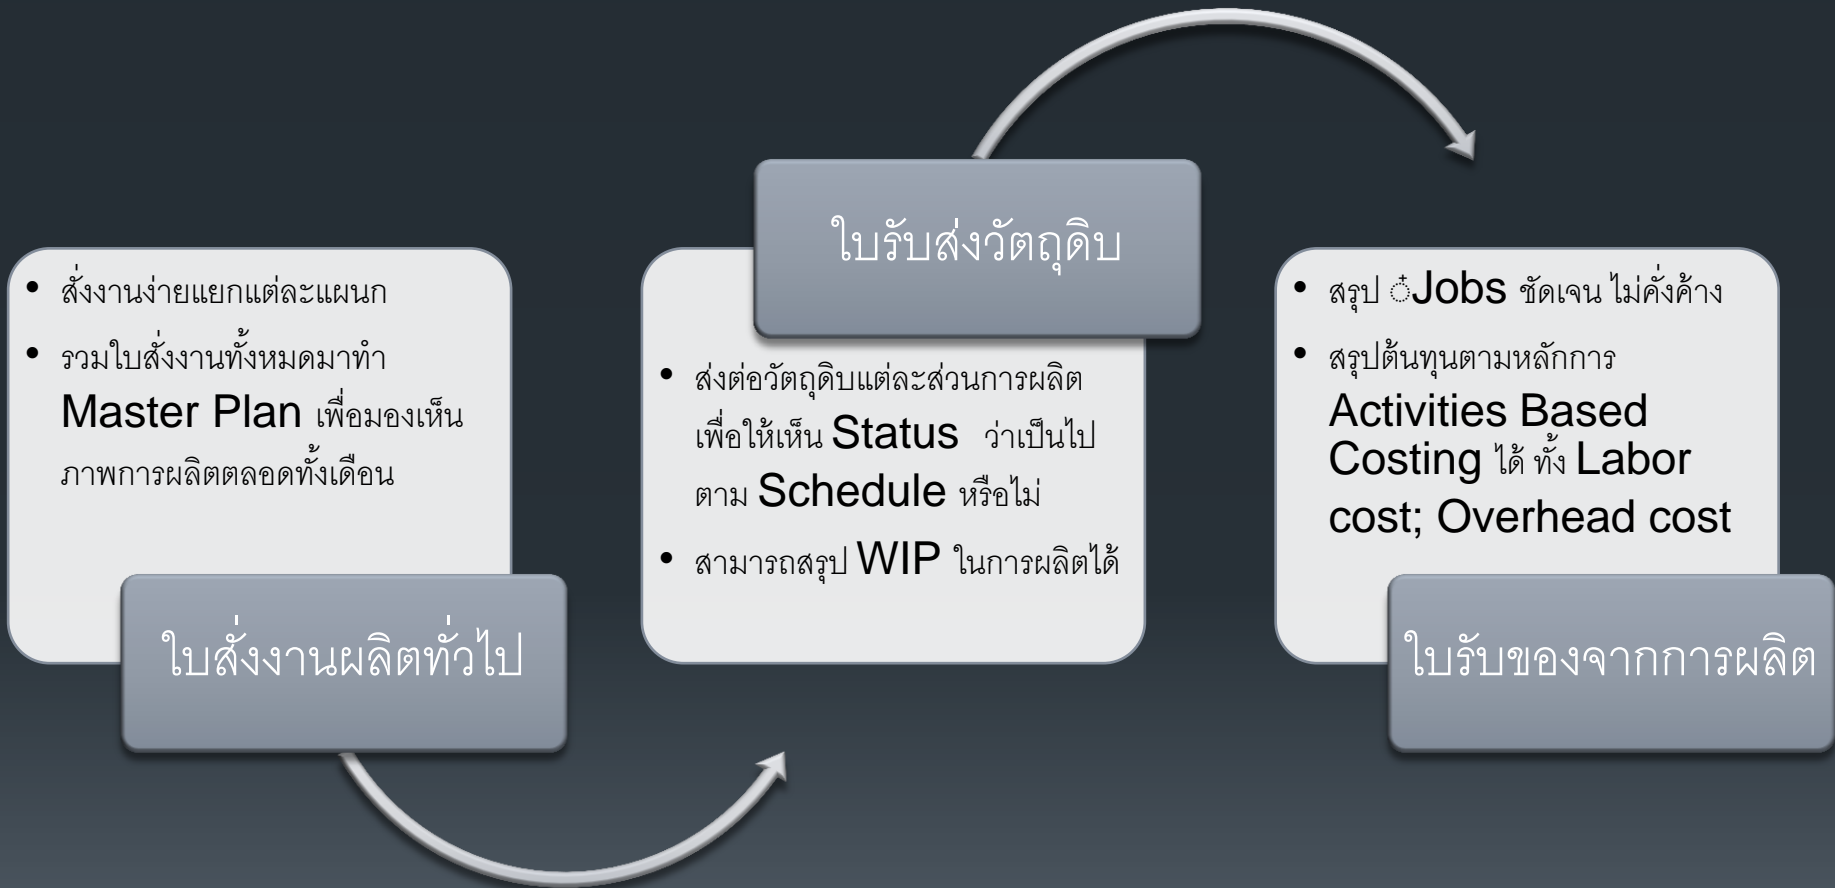 • สั่งงานง่ายแยกแต่ละแผนก
• รวมใบสั่งงานทั้งหมดมาทำ
Master Plan เพื่อมองเห็น
ภาพการผลิตตลอดทั้งเดือน
ใบสั่งงานผลิตทั่วไป
ใบรับส่งวัตถุดิบ
• ส่งต่อวัตถุดิบแต่ละส่วนการผลิต
เพื่อให้เห็น Status ว่าเป็นไป
ตาม Schedule หรือไม่
• สามารถสรุป WIP ในการผลิตได้
• สรุป ๋Jobs ชัดเจน ไม่คั่งค้าง
• สรุปต้นทุนตามหลักการ
Activities Based
Costing ได้ ทั้ง Labor
cost; Overhead cost
ใบรับของจากการผลิต